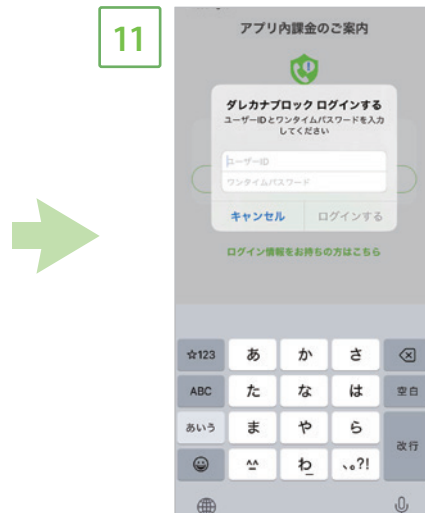 11
アプリ内課金のご案内
ダレカナブロック ログインする
ユーザーIDとワンタイムパスワードを入力
してください
ユーザーID
ワンタイムパスワード
キャンセル ログインする
ログイン情報をお持ちの方はこちら
☆123 あ か さ
ABC た な は 空白
あいう ま や ら 改行
^^ わ 、。?!